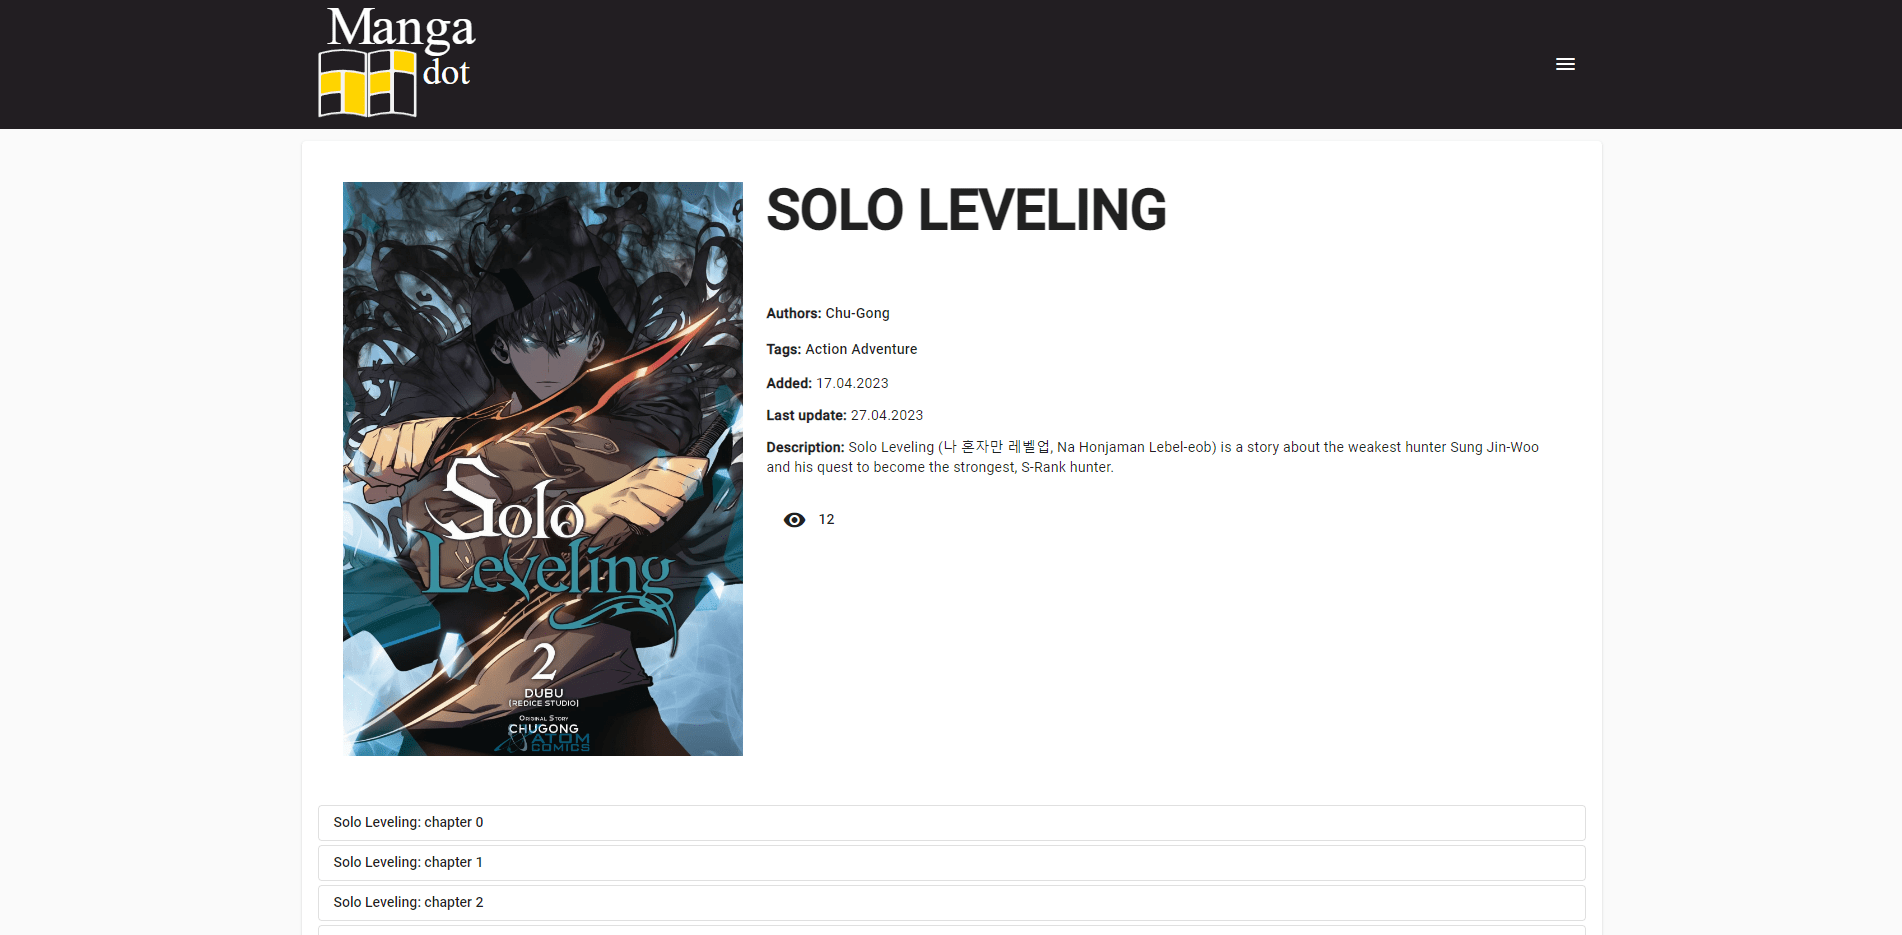 Manga
dot
SOLO LEVELING
Authors: Chu-Gong
Tags: Action Adventure
Added: 17.04.2023
Last update: 27.04.2023
Description: Solo Leveling (나 혼자만 레벨업, Na Honjaman Lebel-eob) is a story about the weakest hunter Sung Jin-Woo
and his quest to become the strongest, S-Rank hunter.
12
Solo
Leveling
2
DUBU
(REDICE STUDIO)
ORIGINAL STORY
CHUGONG
ATOM
COMICS
Solo Leveling: chapter 0
Solo Leveling: chapter 1
Solo Leveling: chapter 2